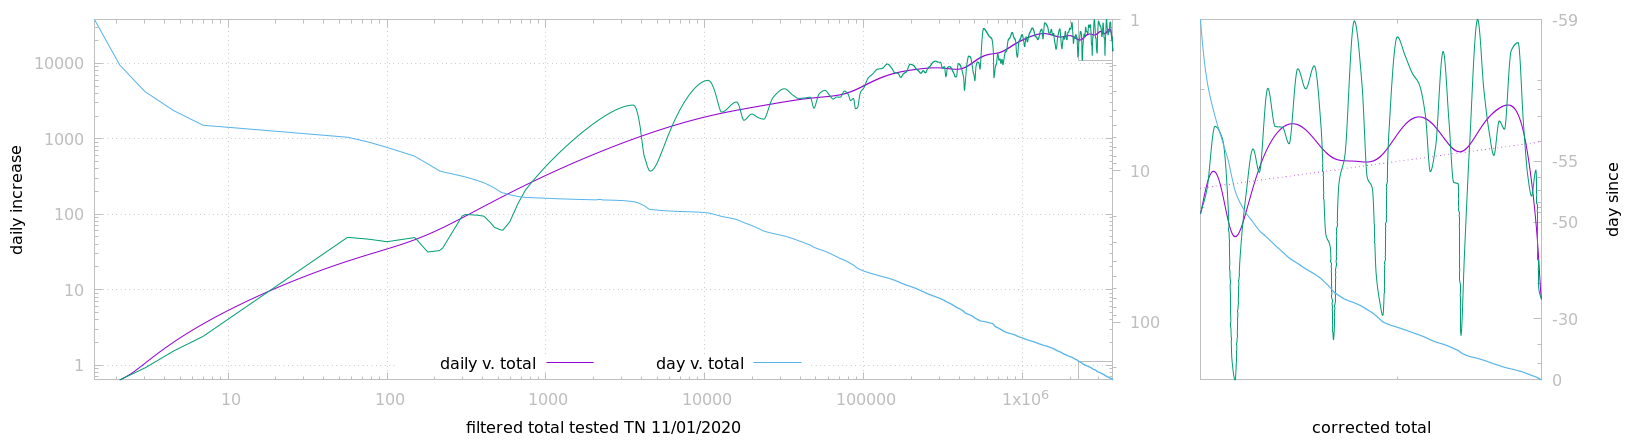 daily increase
10000
1000
100
10
1
10
100
1000
10000
100000
1x10⁶
filtered total tested TN 11/01/2020
daily v. total
day v. total
1
10
100
-59
-55
-50
-30
0
day since
corrected total